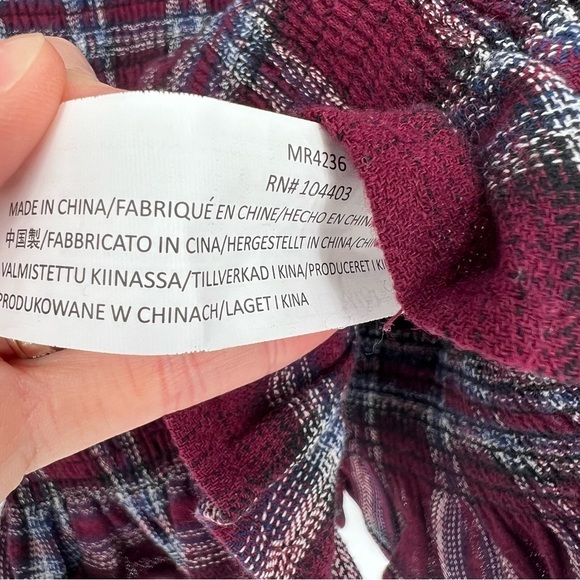 MR4236
RN# 104403
MADE IN CHINA/FABRIQUÉ EN CHINE/HECHO EN CHINA
中国製/FABBRICATO IN CINA/HERGESTELLT IN CHINA/
VALMISTETTU KIINASSA/TILLVERKAD I KINA/PRODUCERET I
PRODUKOWANE W CHINACH/LAGET I KINA